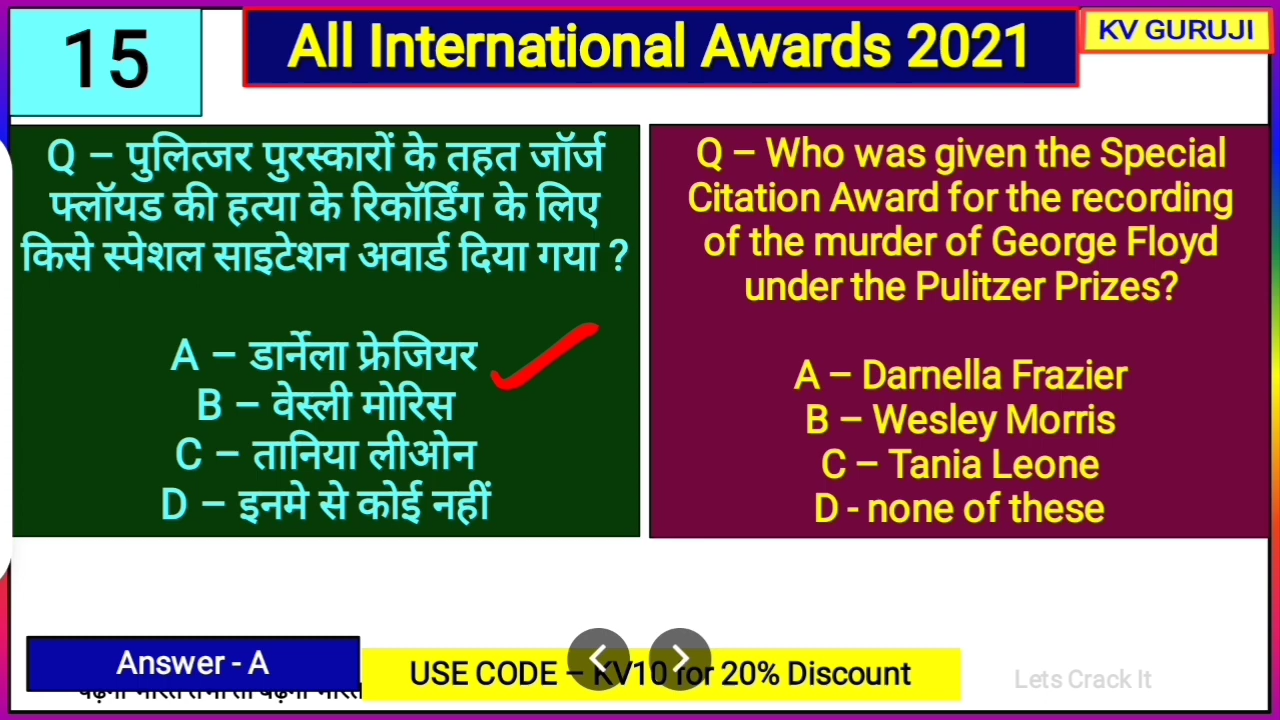 15
All International Awards 2021
KV GURUJI
Q – पुलित्जर पुरस्कारों के तहत जॉर्ज
फ्लॉयड की हत्या के रिकॉर्डिंग के लिए
किसे स्पेशल साइटेशन अवार्ड दिया गया ?
A – डार्नेला फ्रेजियर
B – वेस्ली मोरिस
C – तानिया लीओन
D – इनमे से कोई नहीं
Q – Who was given the Special
Citation Award for the recording
of the murder of George Floyd
under the Pulitzer Prizes?
A – Darnella Frazier
B – Wesley Morris
C – Tania Leone
D - none of these
Answer - A
USE CODE – KV10 for 20% Discount
Lets Crack It